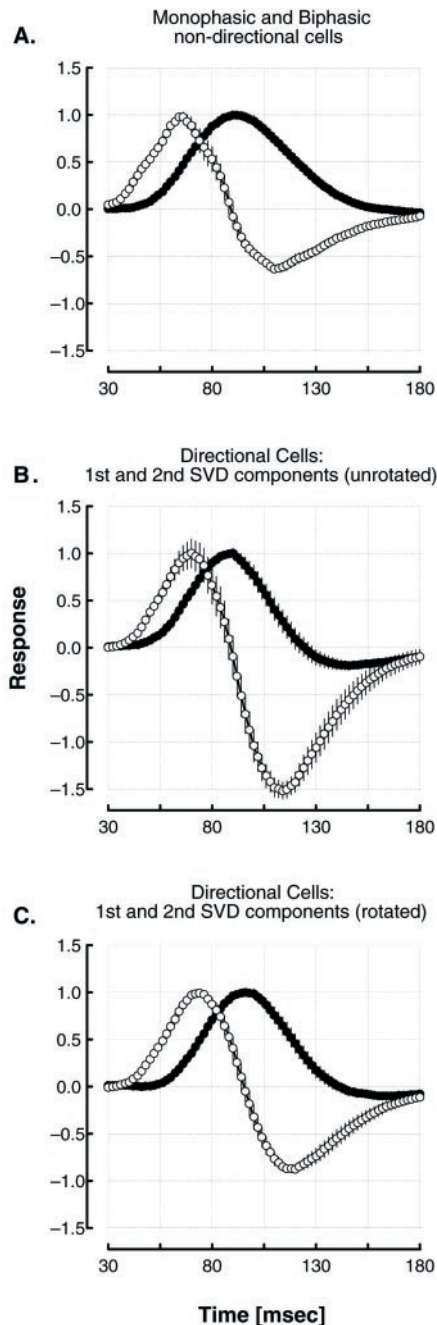 Monophasic and Biphasic
A. non-directional cells
1.5
1.0
0.5
0.0
−0.5
−1.0
−1.5
30 80 130 180
Directional Cells:
B. 1st and 2nd SVD components (unrotated)
1.5
1.0
0.5
0.0
−0.5
−1.0
−1.5
Response
30 80 130 180
Directional Cells:
C. 1st and 2nd SVD components (rotated)
1.5
1.0
0.5
0.0
−0.5
−1.0
−1.5
30 80 130 180
Time [msec]